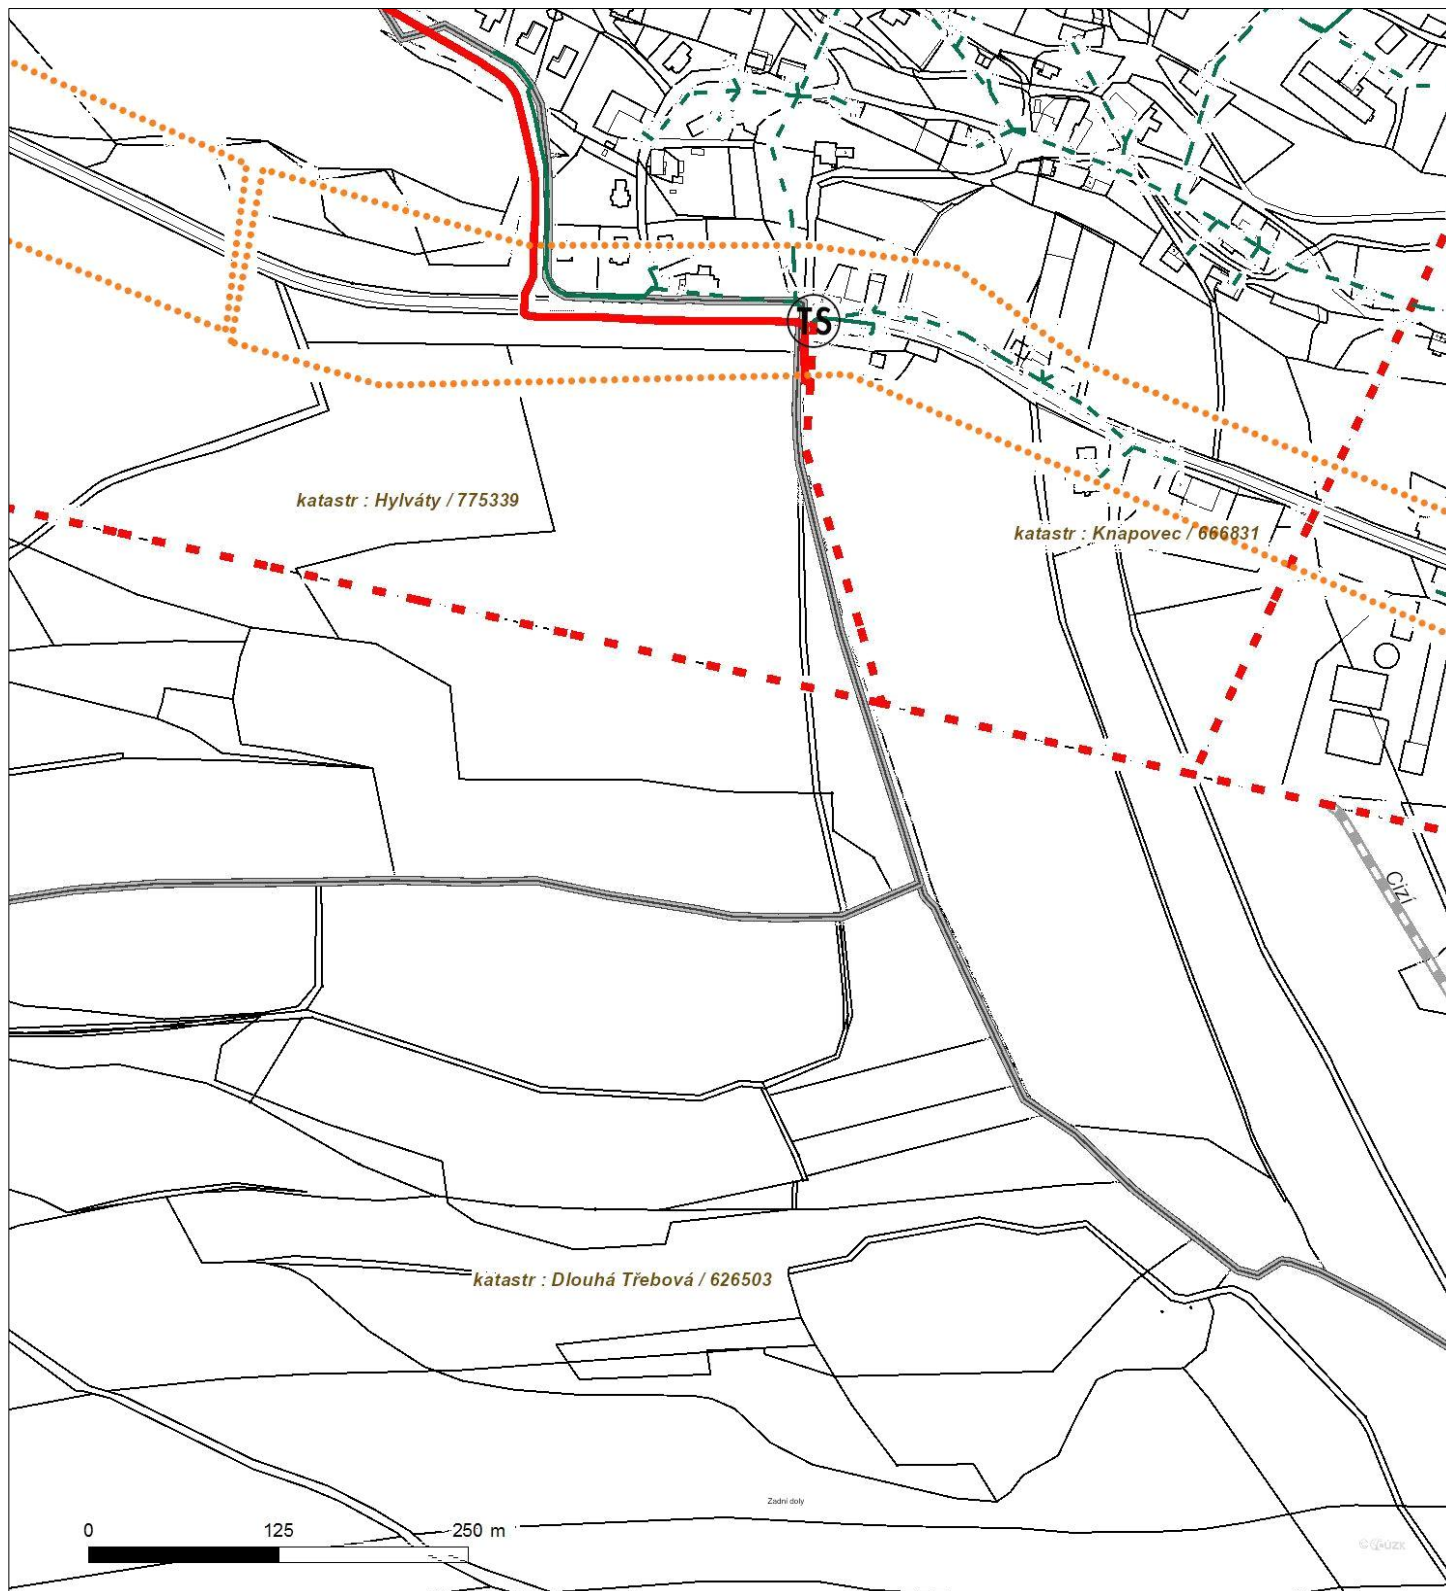 TS
katastr : Hylváty / 775339
katastr : Knapovec / 666831
Cizí
katastr : Dlouhá Třebová / 626503
Zadní doly
0 125 250 m